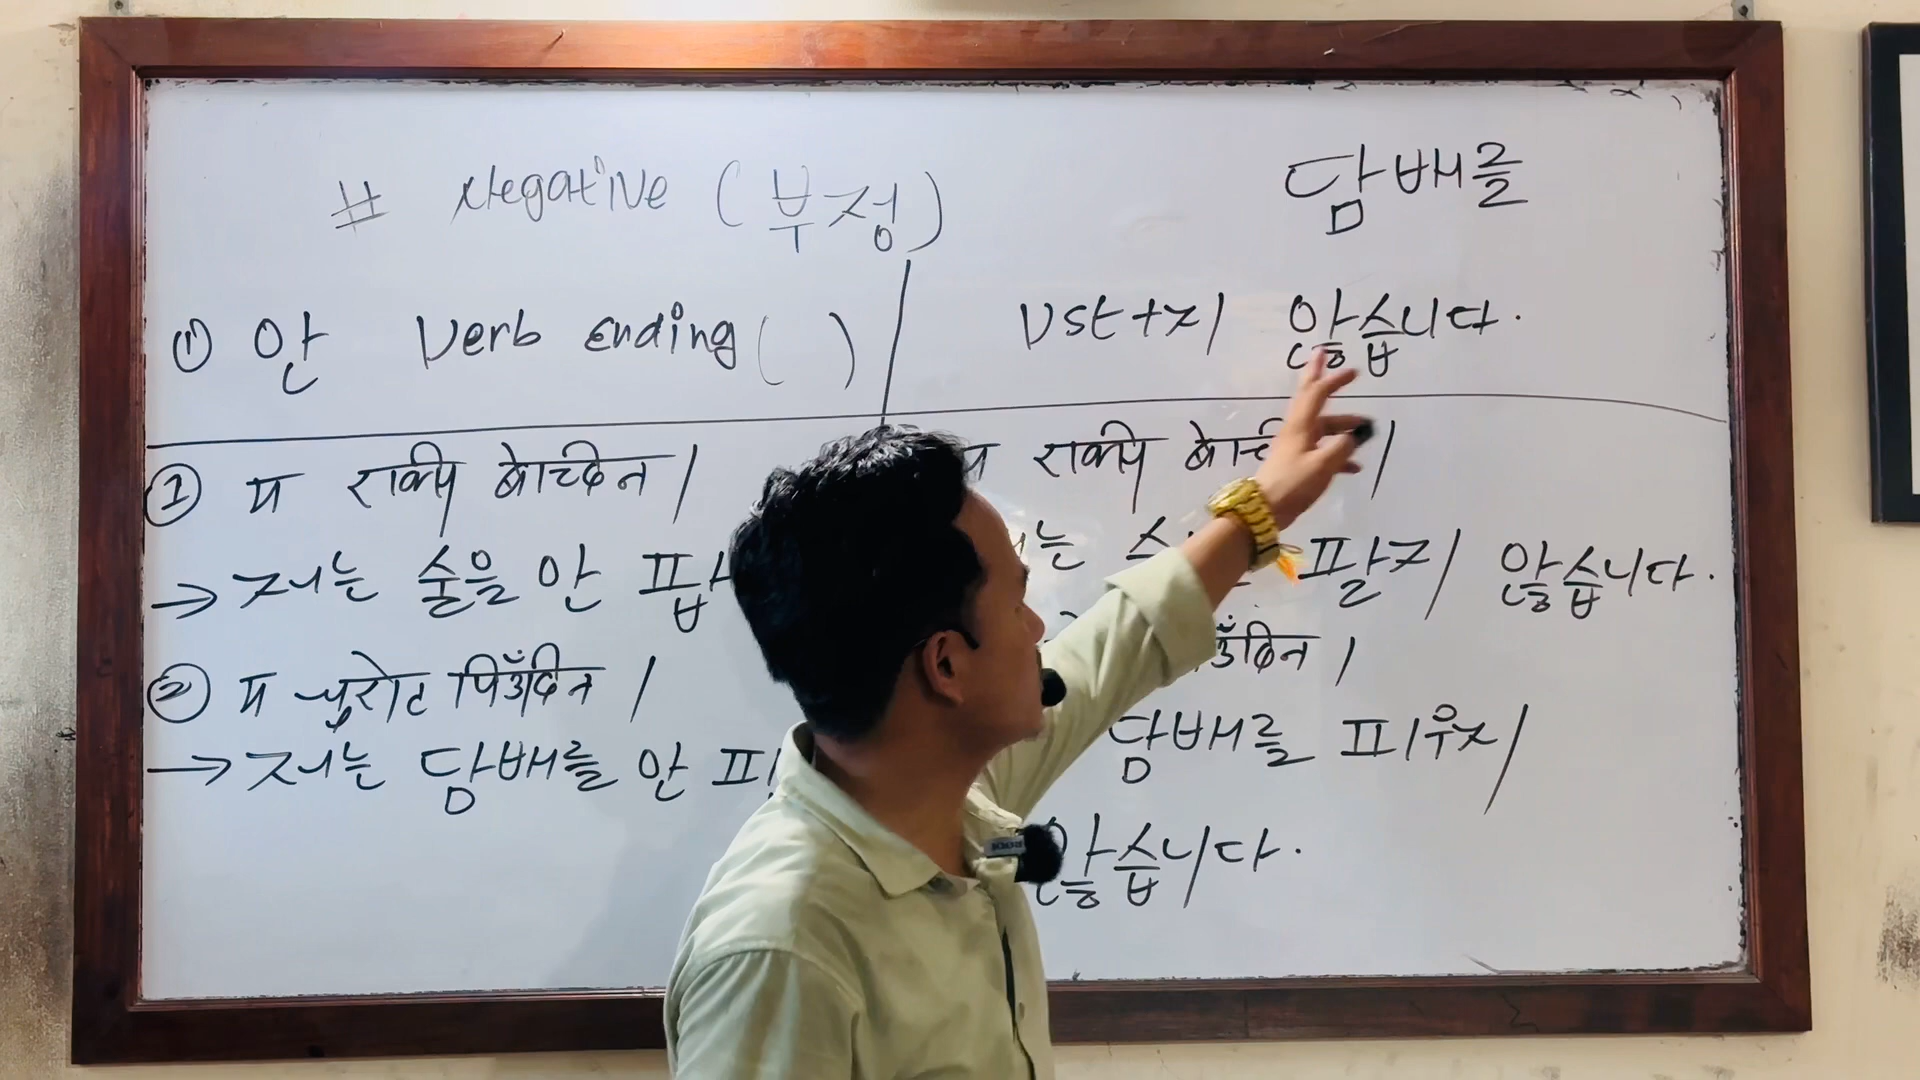 # Negative (부정)
담배를
① 안 Verb ending ( )
Vst+지 않습니다.
① म राक्सी बेच्दिन।
म राक्सी
→ 저는 술을 안 팝
는 팔지 않습니다.
② म चुरोट पिउँदिन।
उँदिन।
→ 저는 담배를 안 피
담배를 피우지
않습니다.